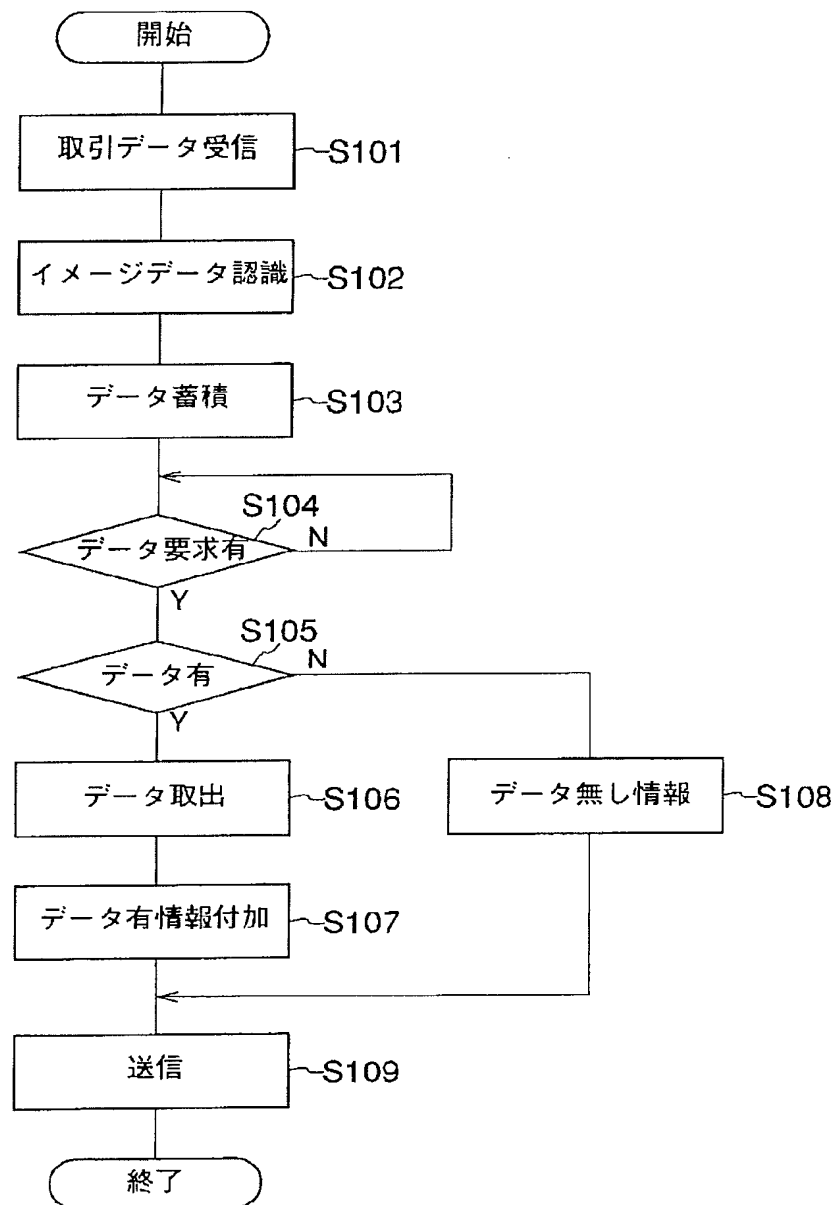 開始
取引データ受信
S101
イメージデータ認識
S102
データ蓄積
S103
S104
データ要求有
N
Y
S105
データ有
N
Y
データ取出
S106
データ無し情報
S108
データ有情報付加
S107
送信
S109
終了